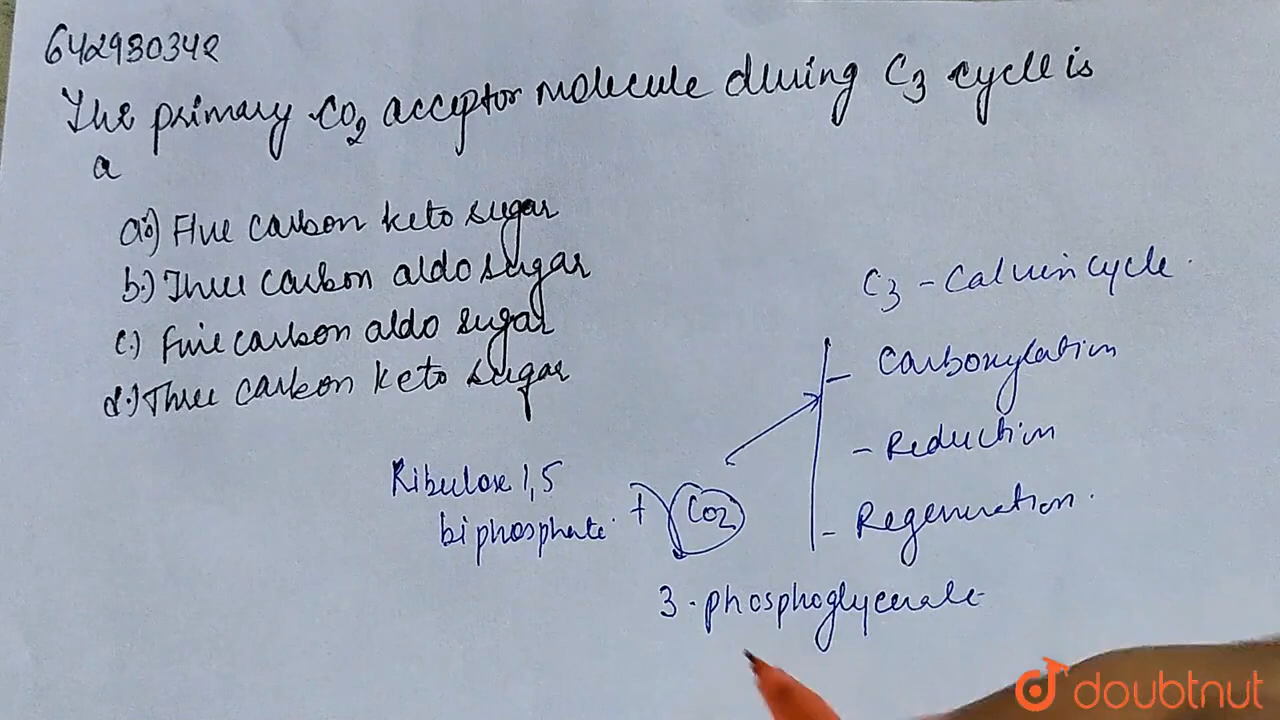 642980342
The primary CO2 acceptor molecule during C3 cycle is
a
a.) Five carbon keto sugar
b.) Three carbon aldo sugar
c.) Five carbon aldo sugar
d.) Three carbon keto sugar
C3 - Calvin cycle.
- Carboxylation
- Reduction
- Regeneration.
Ribulose 1,5
biphosphate. + CO2
3-phosphoglycerate
doubtnut